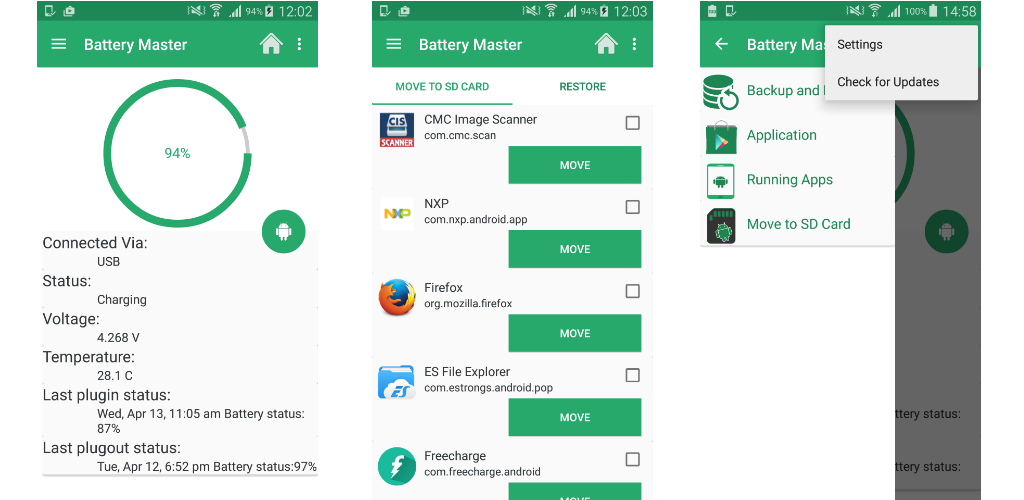 94% 12:02
Battery Master
94%
Connected Via:
USB
Status:
Charging
Voltage:
4.268 V
Temperature:
28.1 C
Last plugin status:
Wed, Apr 13, 11:05 am Battery status:
87%
Last plugout status:
Tue, Apr 12, 6:52 pm Battery status:97%
94% 12:03
Battery Master
MOVE TO SD CARD RESTORE
CIS
SCANNER
CMC Image Scanner
com.cmc.scan
MOVE
NXP
NXP
com.nxp.android.app
MOVE
Firefox
org.mozilla.firefox
MOVE
ES
ES File Explorer
com.estrongs.android.pop
MOVE
Freecharge
com.freecharge.android
MOVE
100% 14:58
Battery Ma
Settings
Check for Updates
Backup and
Application
Running Apps
Move to SD Card
ttery status:
ttery status: